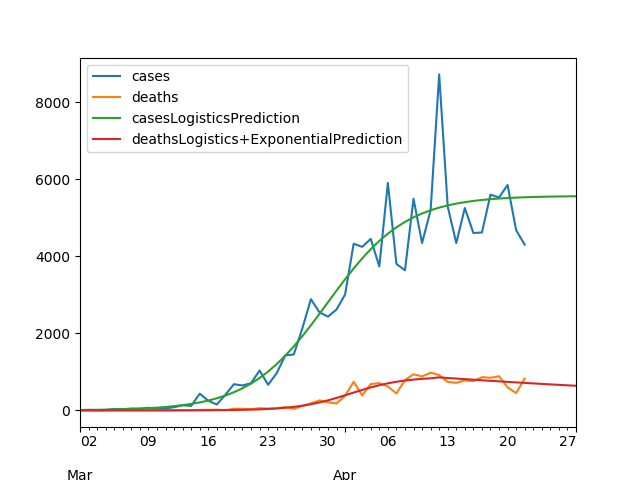 cases
deaths
casesLogisticsPrediction
deathsLogistics+ExponentialPrediction
8000
6000
4000
2000
0
02 09 16 23 30 06 13 20 27
Mar Apr